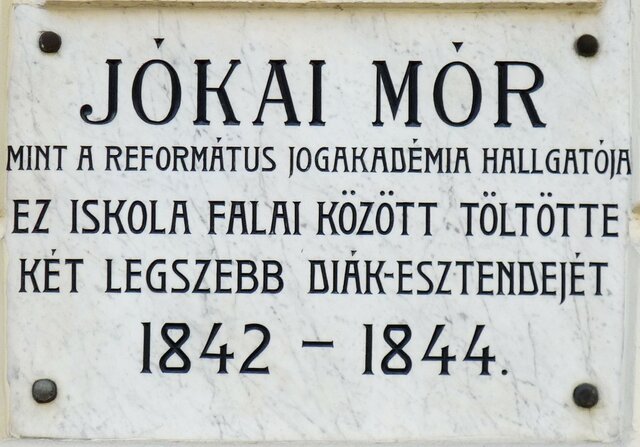 JÓKAI MÓR
MINT A REFORMÁTUS JOGAKADÉMIA HALLGATÓJA
EZ ISKOLA FALAI KÖZÖTT TÖLTÖTTE
KÉT LEGSZEBB DIÁK-ESZTENDEJÉT
1842 – 1844.